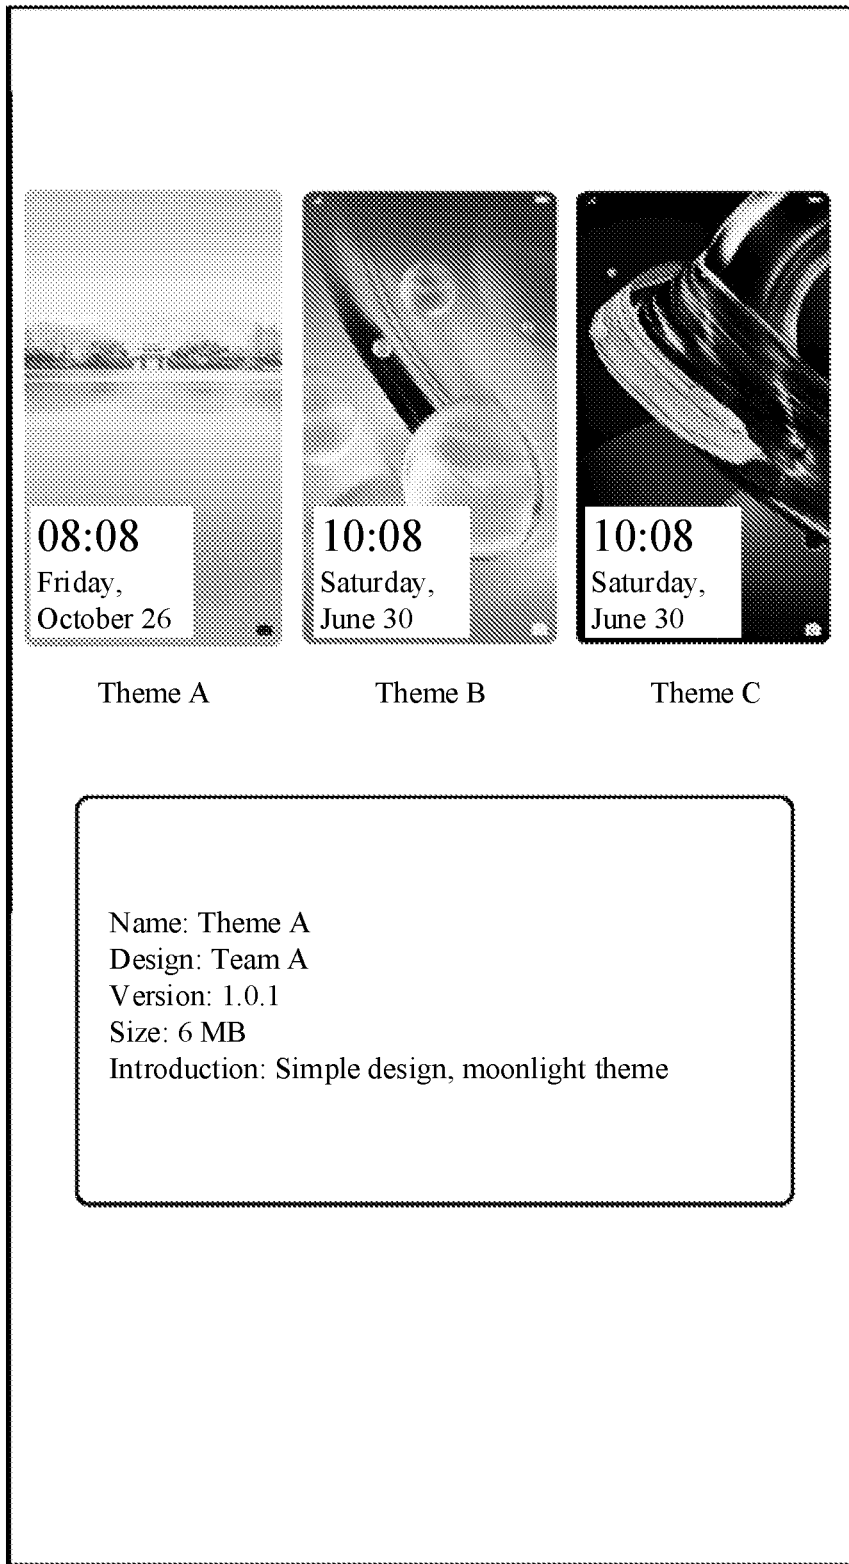 08:08
Friday,
October 26
10:08
Saturday,
June 30
10:08
Saturday,
June 30
Theme A
Theme B
Theme C
Name: Theme A
Design: Team A
Version: 1.0.1
Size: 6 MB
Introduction: Simple design, moonlight theme